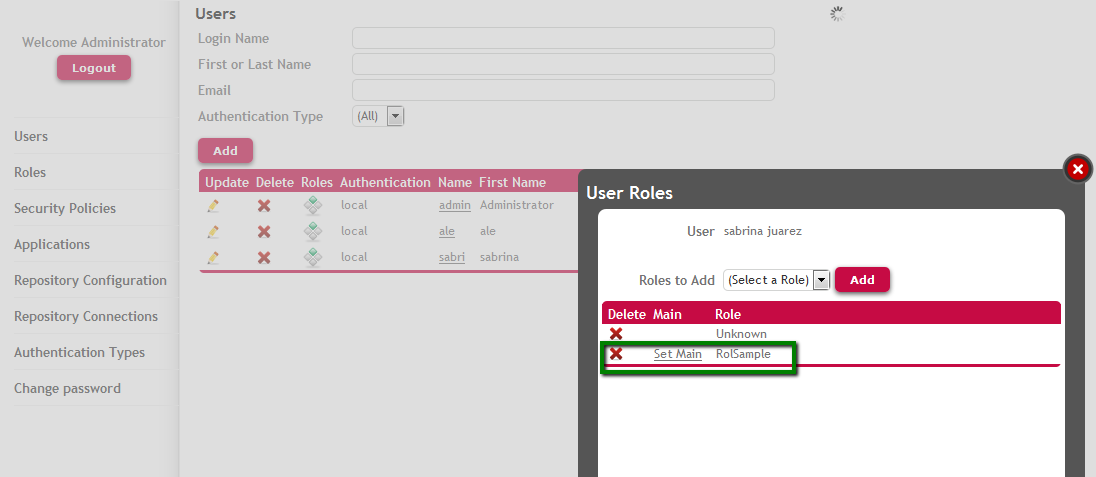 Welcome Administrator
Logout
Users
Roles
Security Policies
Applications
Repository Configuration
Repository Connections
Authentication Types
Change password
Users
Login Name
First or Last Name
Email
Authentication Type (All)
Add
Update Delete Roles Authentication Name First Name
local admin Administrator
local ale ale
local sabri sabrina
User Roles
User sabrina juarez
Roles to Add (Select a Role) Add
Delete Main Role
Unknown
Set Main RolSample